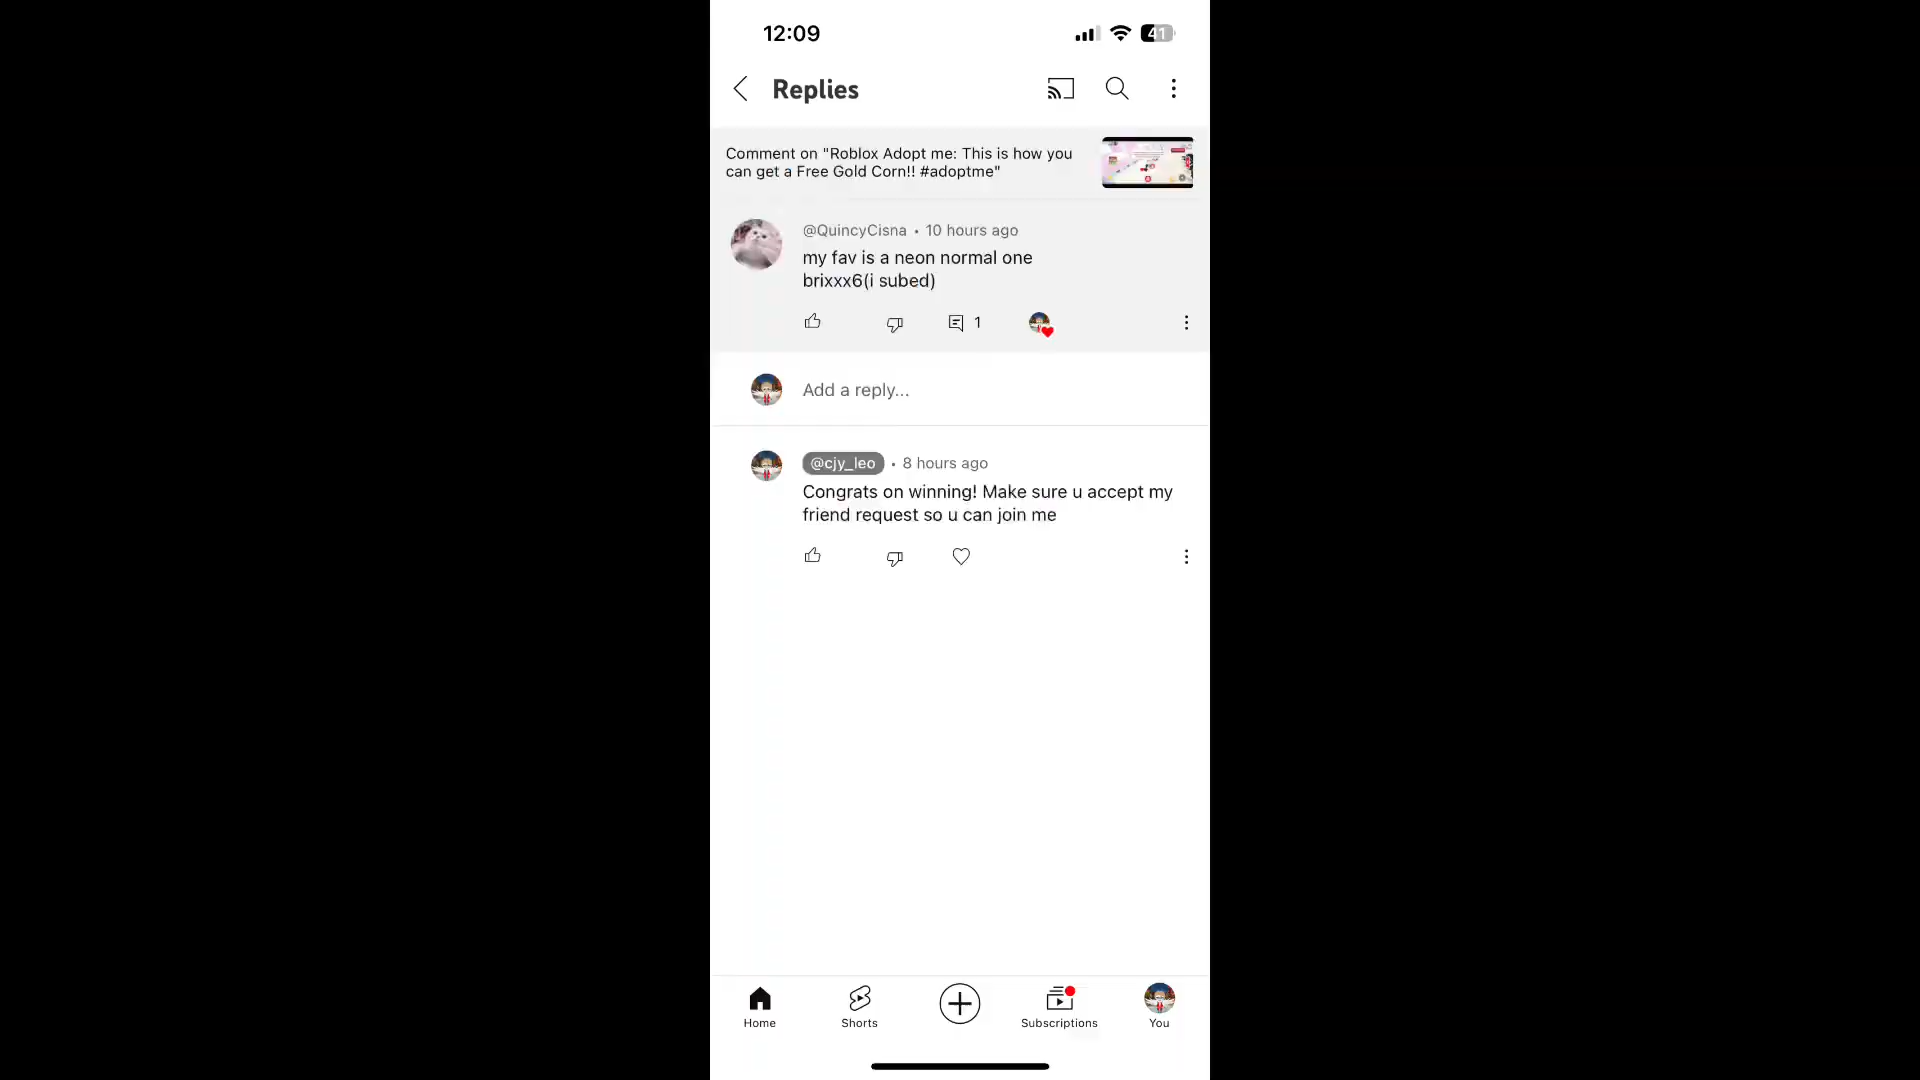 12:09
41
Replies
Comment on "Roblox Adopt me: This is how you
can get a Free Gold Corn!! #adoptme"
@QuincyCisna • 10 hours ago
my fav is a neon normal one
brixxx6(i subed)
1
Add a reply...
@cjy_leo • 8 hours ago
Congrats on winning! Make sure u accept my
friend request so u can join me
Home
Shorts
Subscriptions
You